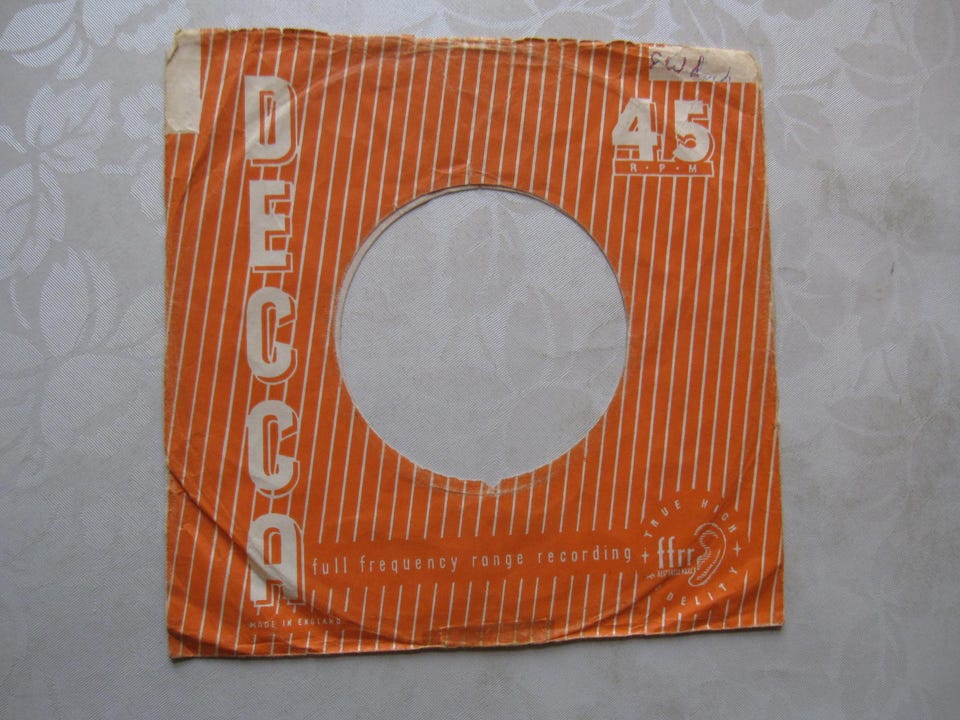 DECCA
45
R·P·M
full frequency range recording
TRUE HIGH
ffrr
FIDELITY
MADE IN ENGLAND